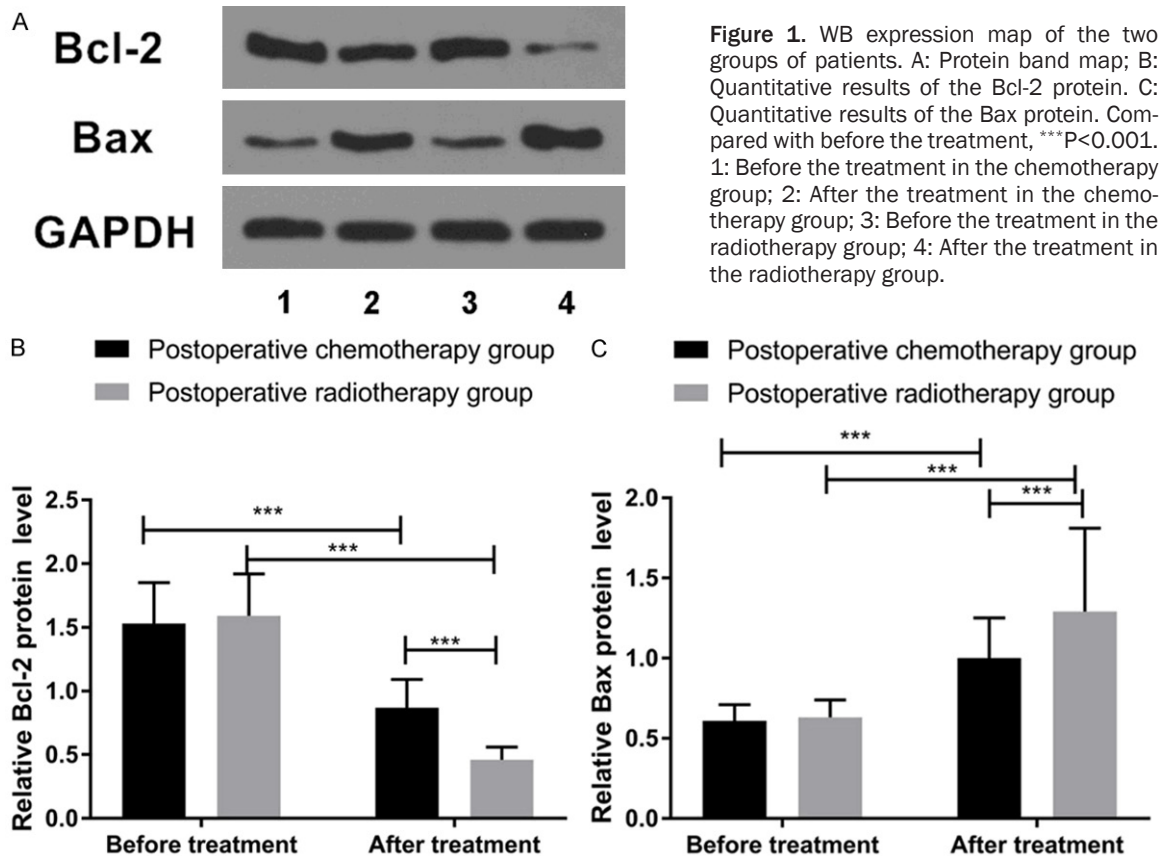 A
Bcl-2
Bax
GAPDH
1 2 3 4
Figure 1. WB expression map of the two
groups of patients. A: Protein band map; B:
Quantitative results of the Bcl-2 protein. C:
Quantitative results of the Bax protein. Com-
pared with before the treatment, ***P<0.001.
1: Before the treatment in the chemotherapy
group; 2: After the treatment in the chemo-
therapy group; 3: Before the treatment in the
radiotherapy group; 4: After the treatment in
the radiotherapy group.
B
Postoperative chemotherapy group
Postoperative radiotherapy group
Relative Bcl-2 protein level
2.5
2.0
1.5
1.0
0.5
0.0
***
***
***
Before treatment
After treatment
C
Postoperative chemotherapy group
Postoperative radiotherapy group
Relative Bax protein level
2.0
1.5
1.0
0.5
0.0
***
***
***
Before treatment
After treatment